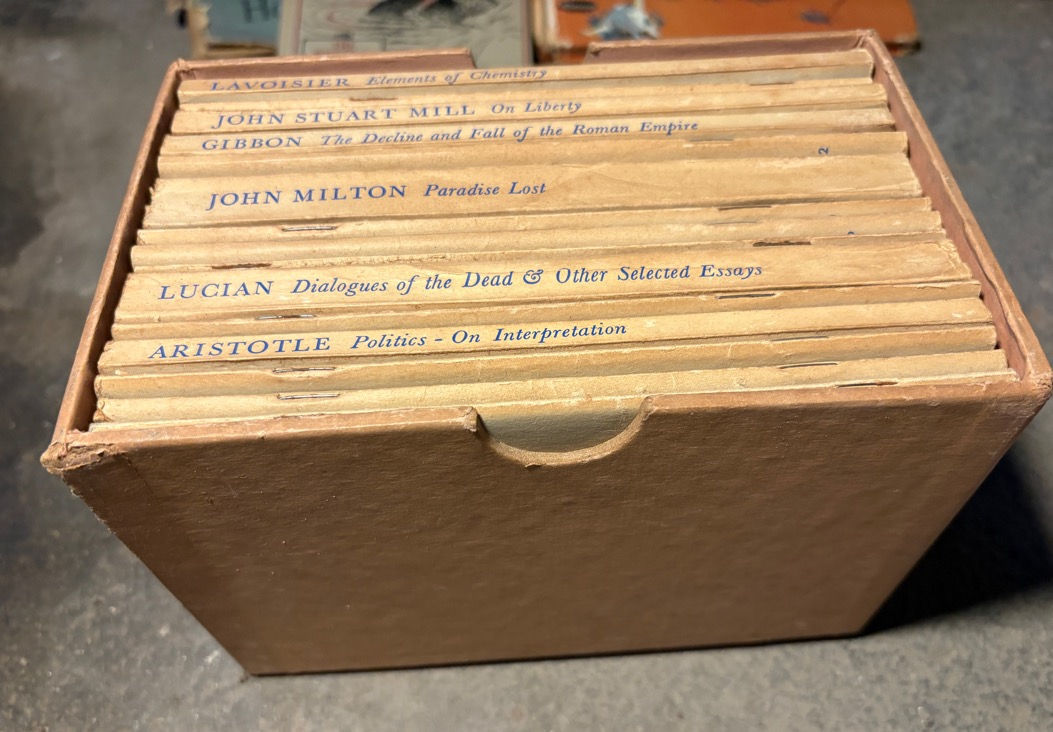 LAVOISIER Elements of Chemistry
JOHN STUART MILL On Liberty
GIBBON The Decline and Fall of the Roman Empire
2
JOHN MILTON Paradise Lost
LUCIAN Dialogues of the Dead & Other Selected Essays
ARISTOTLE Politics - On Interpretation